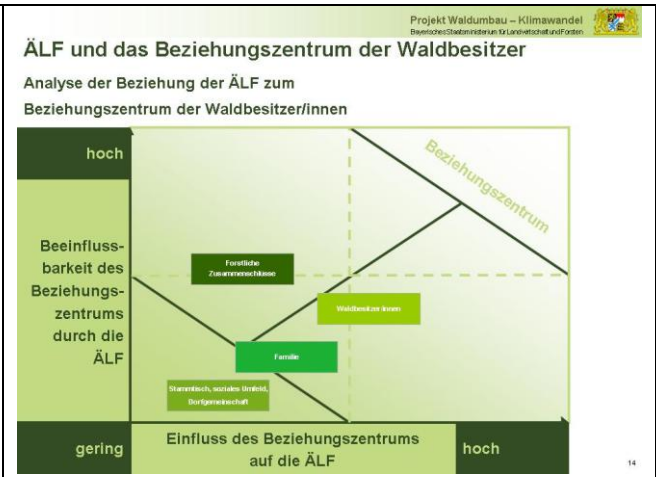 Projekt Waldumbau – Klimawandel
Bayerisches Staatsministerium für Landwirtschaft und Forsten
ÄLF und das Beziehungszentrum der Waldbesitzer
Analyse der Beziehung der ÄLF zum
Beziehungszentrum der Waldbesitzer/innen
hoch
Beziehungszentrum
Beeinfluss-
barkeit des
Beziehungs-
zentrums
durch die
ÄLF
Forstliche
Zusammenschlüsse
Waldbesitzer/innen
Familie
Stammtisch, soziales Umfeld,
Dorfgemeinschaft
gering
Einfluss des Beziehungszentrums
auf die ÄLF
hoch
14